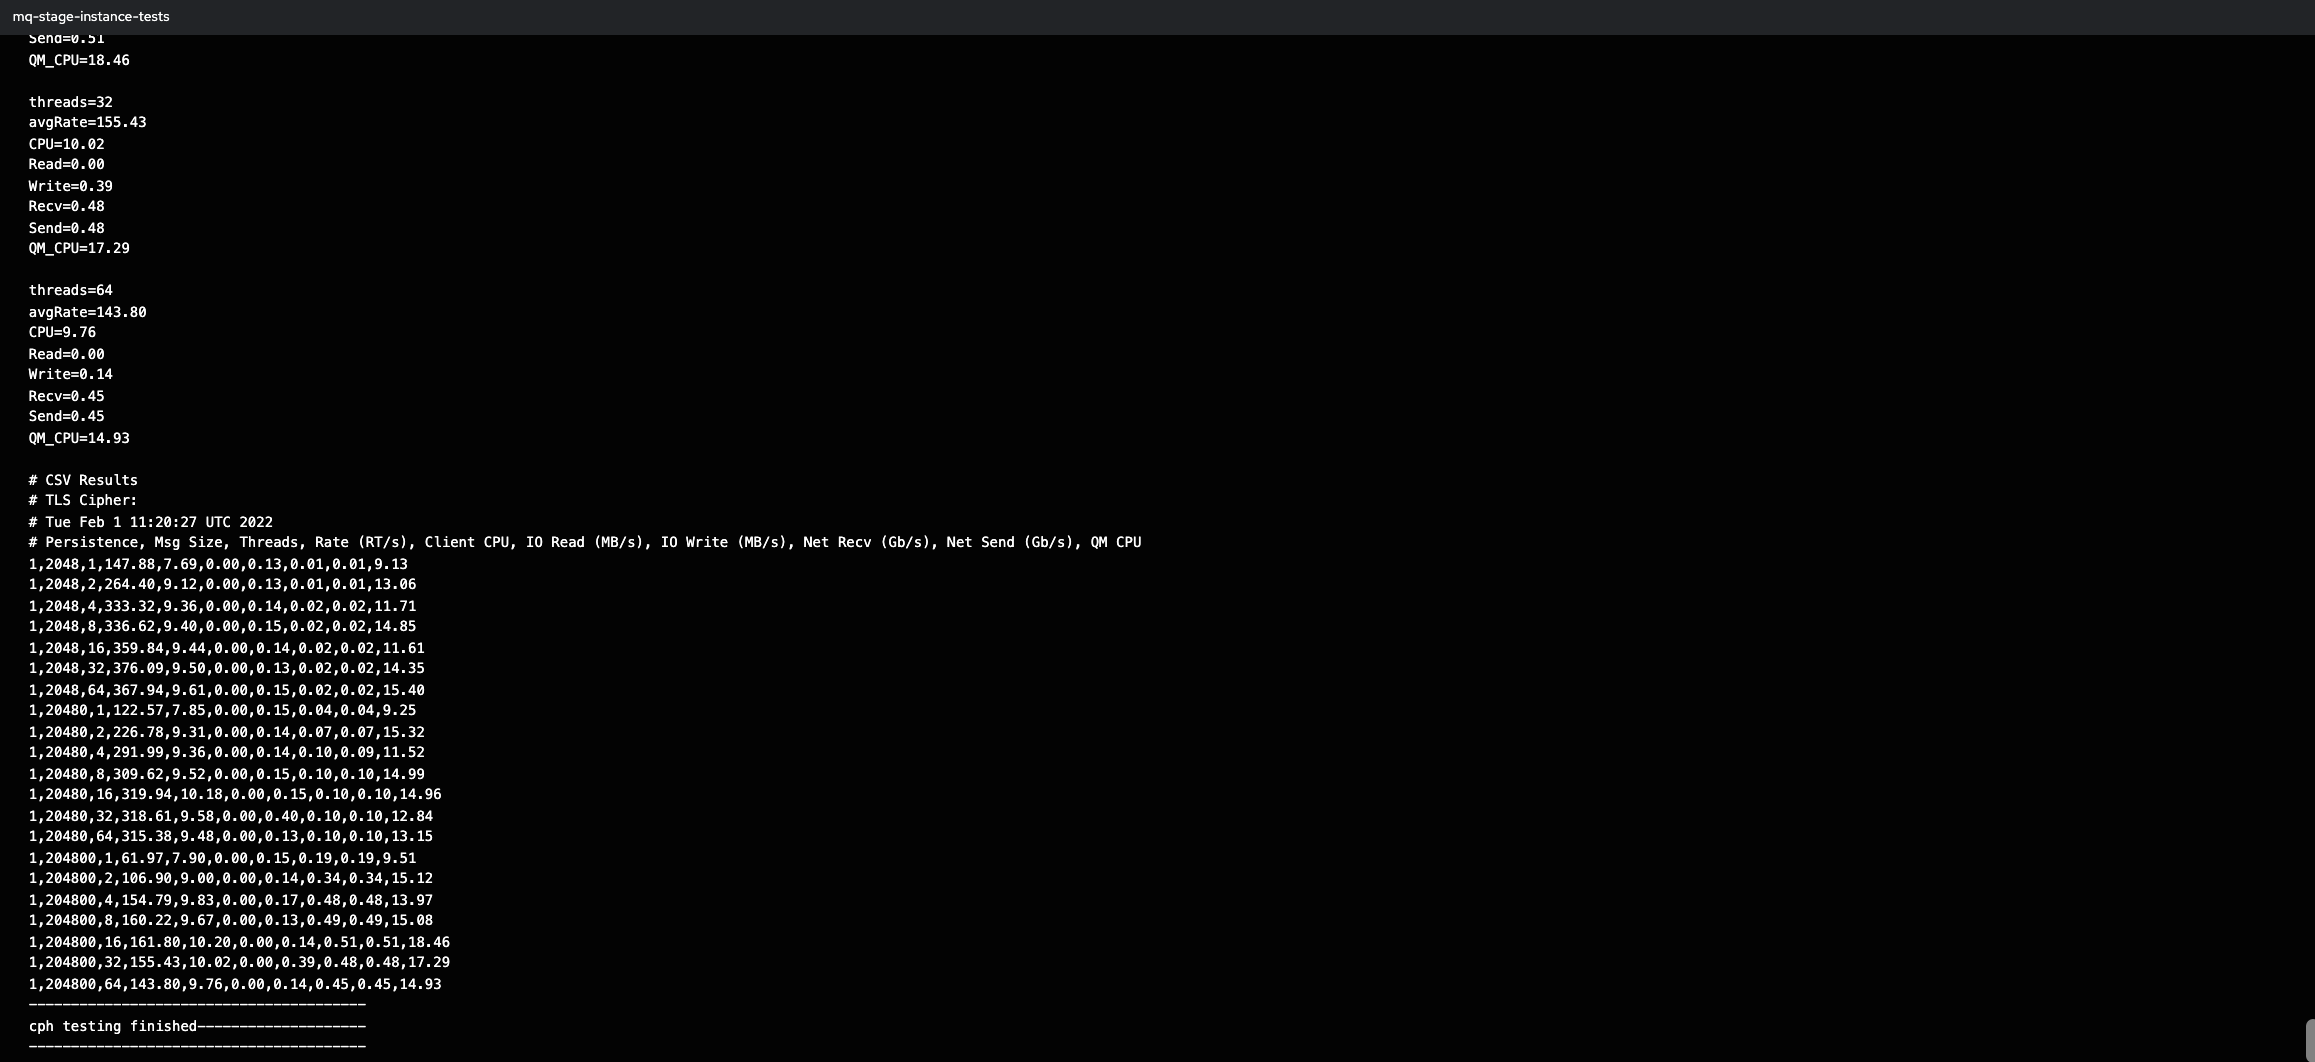 mq-stage-instance-tests
Send=0.51
QM_CPU=18.46
threads=32
avgRate=155.43
CPU=10.02
Read=0.00
Write=0.39
Recv=0.48
Send=0.48
QM_CPU=17.29
threads=64
avgRate=143.80
CPU=9.76
Read=0.00
Write=0.14
Recv=0.45
Send=0.45
QM_CPU=14.93
# CSV Results
# TLS Cipher:
# Tue Feb 1 11:20:27 UTC 2022
# Persistence, Msg Size, Threads, Rate (RT/s), Client CPU, IO Read (MB/s), IO Write (MB/s), Net Recv (Gb/s), Net Send (Gb/s), QM CPU
1,2048,1,147.88,7.69,0.00,0.13,0.01,0.01,9.13
1,2048,2,264.40,9.12,0.00,0.13,0.01,0.01,13.06
1,2048,4,333.32,9.36,0.00,0.14,0.02,0.02,11.71
1,2048,8,336.62,9.40,0.00,0.15,0.02,0.02,14.85
1,2048,16,359.84,9.44,0.00,0.14,0.02,0.02,11.61
1,2048,32,376.09,9.50,0.00,0.13,0.02,0.02,14.35
1,2048,64,367.94,9.61,0.00,0.15,0.02,0.02,15.40
1,20480,1,122.57,7.85,0.00,0.15,0.04,0.04,9.25
1,20480,2,226.78,9.31,0.00,0.14,0.07,0.07,15.32
1,20480,4,291.99,9.36,0.00,0.14,0.10,0.09,11.52
1,20480,8,309.62,9.52,0.00,0.15,0.10,0.10,14.99
1,20480,16,319.94,10.18,0.00,0.15,0.10,0.10,14.96
1,20480,32,318.61,9.58,0.00,0.40,0.10,0.10,12.84
1,20480,64,315.38,9.48,0.00,0.13,0.10,0.10,13.15
1,204800,1,61.97,7.90,0.00,0.15,0.19,0.19,9.51
1,204800,2,106.90,9.00,0.00,0.14,0.34,0.34,15.12
1,204800,4,154.79,9.83,0.00,0.17,0.48,0.48,13.97
1,204800,8,160.22,9.67,0.00,0.13,0.49,0.49,15.08
1,204800,16,161.80,10.20,0.00,0.14,0.51,0.51,18.46
1,204800,32,155.43,10.02,0.00,0.39,0.48,0.48,17.29
1,204800,64,143.80,9.76,0.00,0.14,0.45,0.45,14.93
----------------------------------------
cph testing finished--------------------
----------------------------------------